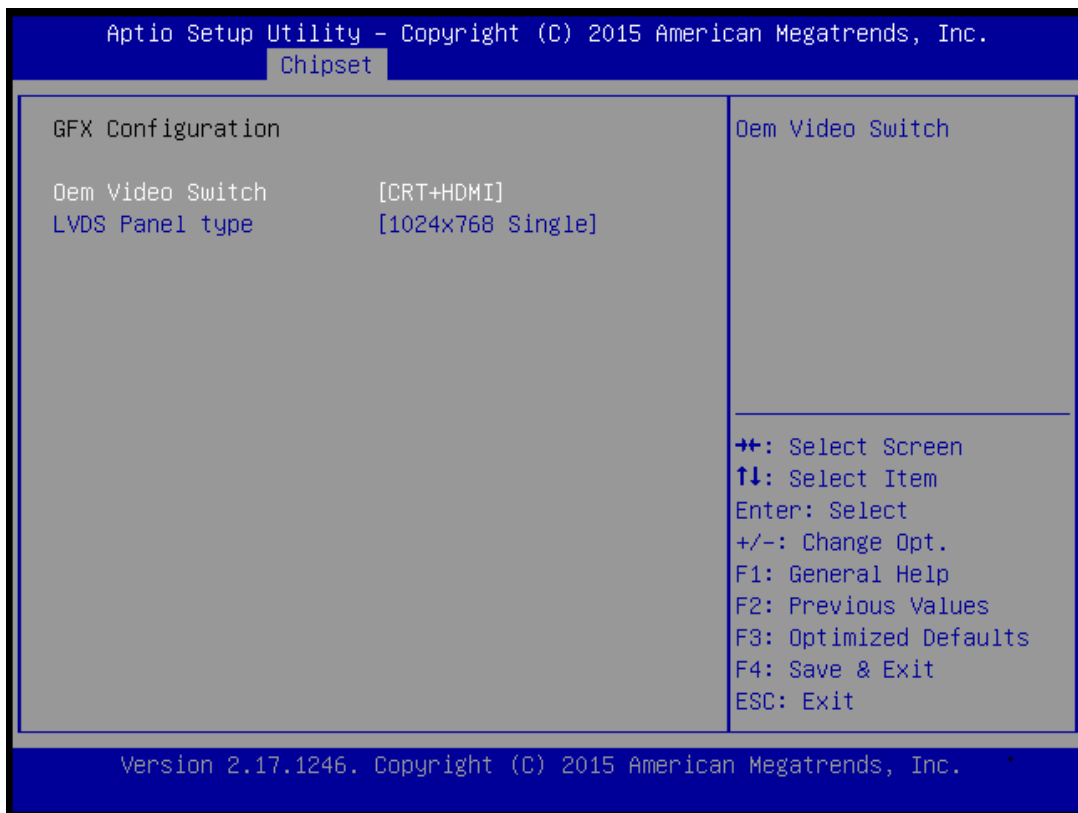 Aptio Setup Utility – Copyright (C) 2015 American Megatrends, Inc.
Chipset
GFX Configuration
Oem Video Switch [CRT+HDMI]
LVDS Panel type [1024x768 Single]
Oem Video Switch
→←: Select Screen
↑↓: Select Item
Enter: Select
+/-: Change Opt.
F1: General Help
F2: Previous Values
F3: Optimized Defaults
F4: Save & Exit
ESC: Exit
Version 2.17.1246. Copyright (C) 2015 American Megatrends, Inc.